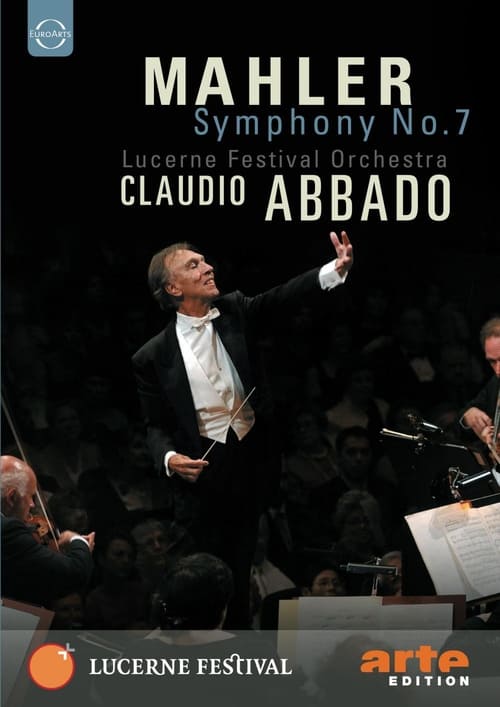 EUROARTS
MAHLER
Symphony No.7
Lucerne Festival Orchestra
CLAUDIO ABBADO
LUCERNE FESTIVAL
arte
EDITION